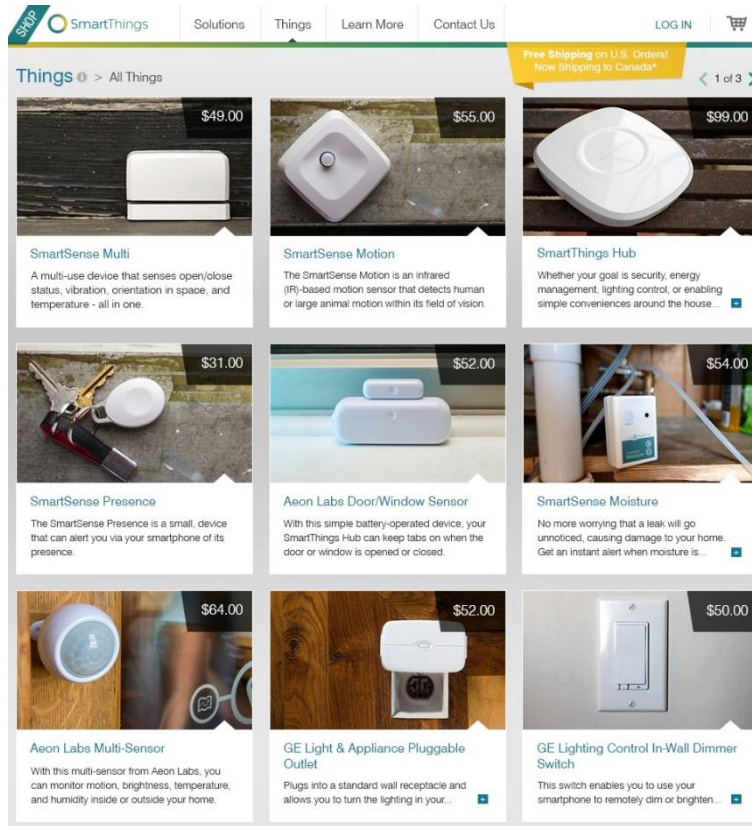 SHOP
SmartThings
Solutions
Things
Learn More
Contact Us
LOG IN
Free Shipping on U.S. Orders!
Now Shipping to Canada*
Things > All Things
1 of 3
$49.00
SmartSense Multi
A multi-use device that senses open/close
status, vibration, orientation in space, and
temperature - all in one.
$55.00
SmartSense Motion
The SmartSense Motion is an infrared
(IR)-based motion sensor that detects human
or large animal motion within its field of vision.
$99.00
SmartThings Hub
Whether your goal is security, energy
management, lighting control, or enabling
simple conveniences around the house...
$31.00
SmartSense Presence
The SmartSense Presence is a small, device
that can alert you via your smartphone of its
presence.
$52.00
Aeon Labs Door/Window Sensor
With this simple battery-operated device, your
SmartThings Hub can keep tabs on when the
door or window is opened or closed.
$54.00
SmartSense Moisture
No more worrying that a leak will go
unnoticed, causing damage to your home.
Get an instant alert when moisture is...
$64.00
Aeon Labs Multi-Sensor
With this multi-sensor from Aeon Labs, you
can monitor motion, brightness, temperature,
and humidity inside or outside your home.
$52.00
GE Light & Appliance Pluggable
Outlet
Plugs into a standard wall receptacle and
allows you to turn the lighting in your...
$50.00
GE Lighting Control In-Wall Dimmer
Switch
This switch enables you to use your
smartphone to remotely dim or brighten...